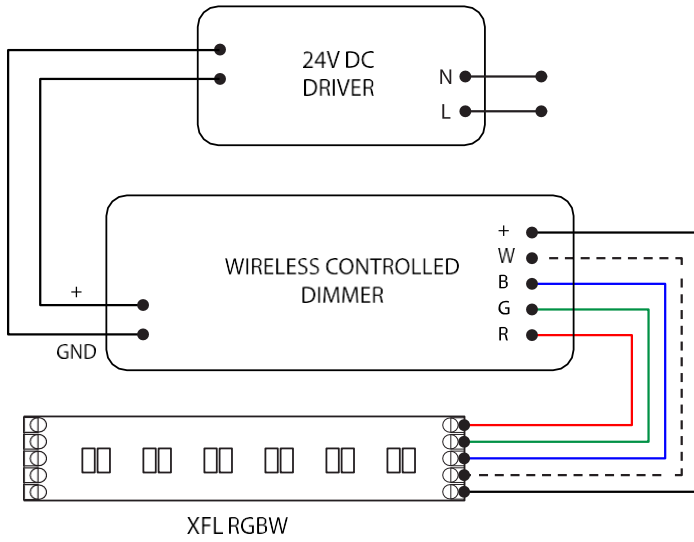 24V DC
DRIVER
N
L
WIRELESS CONTROLLED
DIMMER
+
GND
+
W
B
G
R
XFL RGBW